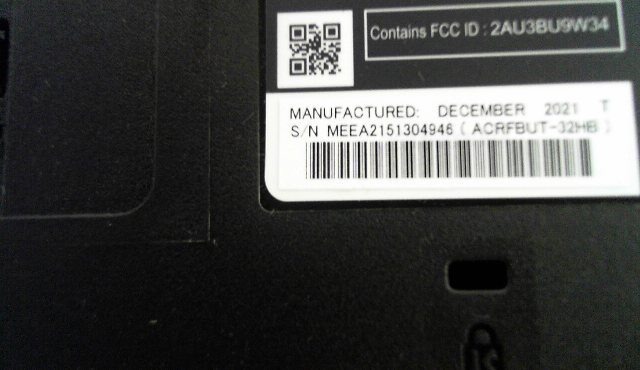 Contains FCC ID : 2AU3BU9W34
MANUFACTURED: DECEMBER 2021 T
S/N MEEA2151304946 ( ACRFBUT-32HB )